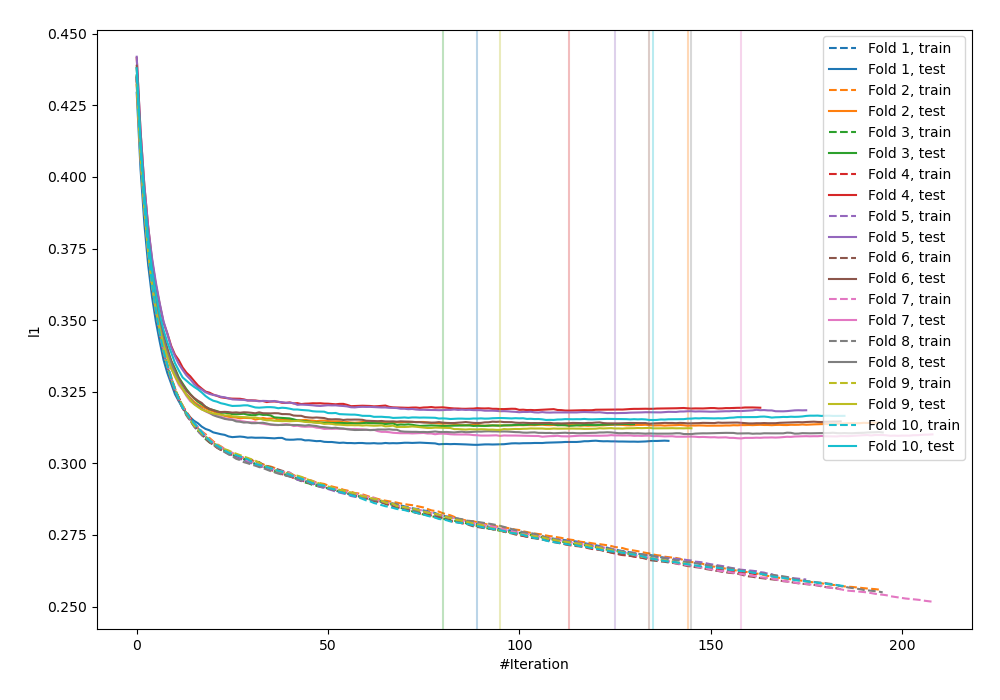 0.450
0.425
0.400
0.375
0.350
0.325
0.300
0.275
0.250
l1
0
50
100
150
200
#Iteration
Fold 1, train
Fold 1, test
Fold 2, train
Fold 2, test
Fold 3, train
Fold 3, test
Fold 4, train
Fold 4, test
Fold 5, train
Fold 5, test
Fold 6, train
Fold 6, test
Fold 7, train
Fold 7, test
Fold 8, train
Fold 8, test
Fold 9, train
Fold 9, test
Fold 10, train
Fold 10, test